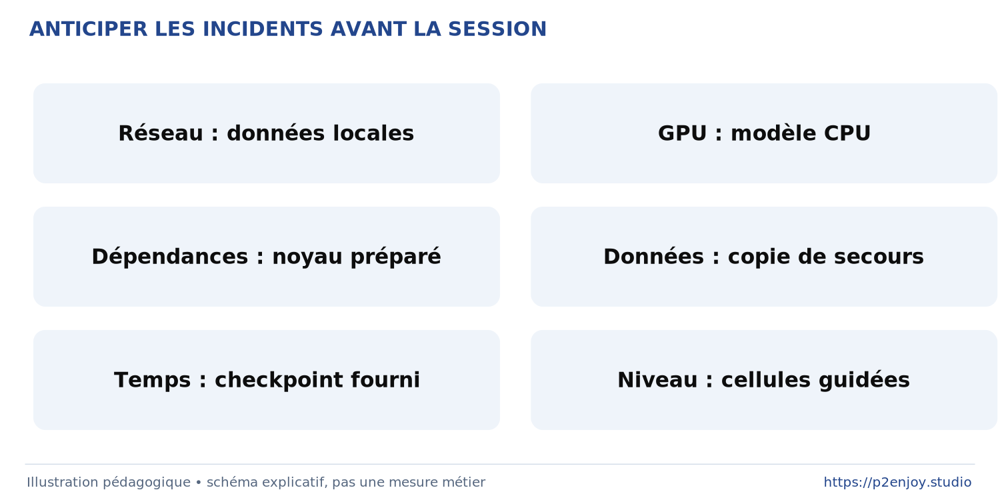 ANTICIPER LES INCIDENTS AVANT LA SESSION
Réseau : données locales
GPU : modèle CPU
Dépendances : noyau préparé
Données : copie de secours
Temps : checkpoint fourni
Niveau : cellules guidées
Illustration pédagogique • schéma explicatif, pas une mesure métier
https://p2enjoy.studio